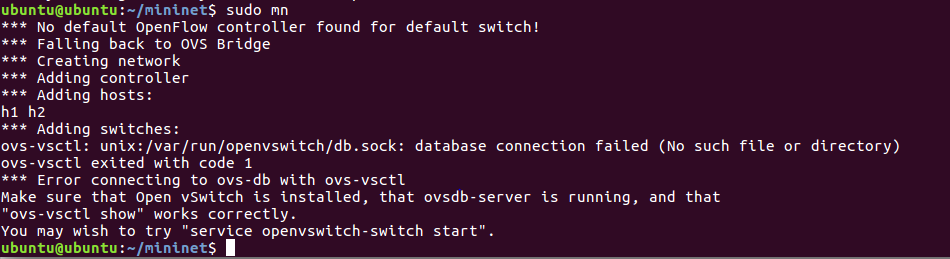 ubuntu@ubuntu:~/mininet$ sudo mn
*** No default OpenFlow controller found for default switch!
*** Falling back to OVS Bridge
*** Creating network
*** Adding controller
*** Adding hosts:
h1 h2
*** Adding switches:
ovs-vsctl: unix:/var/run/openvswitch/db.sock: database connection failed (No such file or directory)
ovs-vsctl exited with code 1
*** Error connecting to ovs-db with ovs-vsctl
Make sure that Open vSwitch is installed, that ovsdb-server is running, and that
"ovs-vsctl show" works correctly.
You may wish to try "service openvswitch-switch start".
ubuntu@ubuntu:~/mininet$